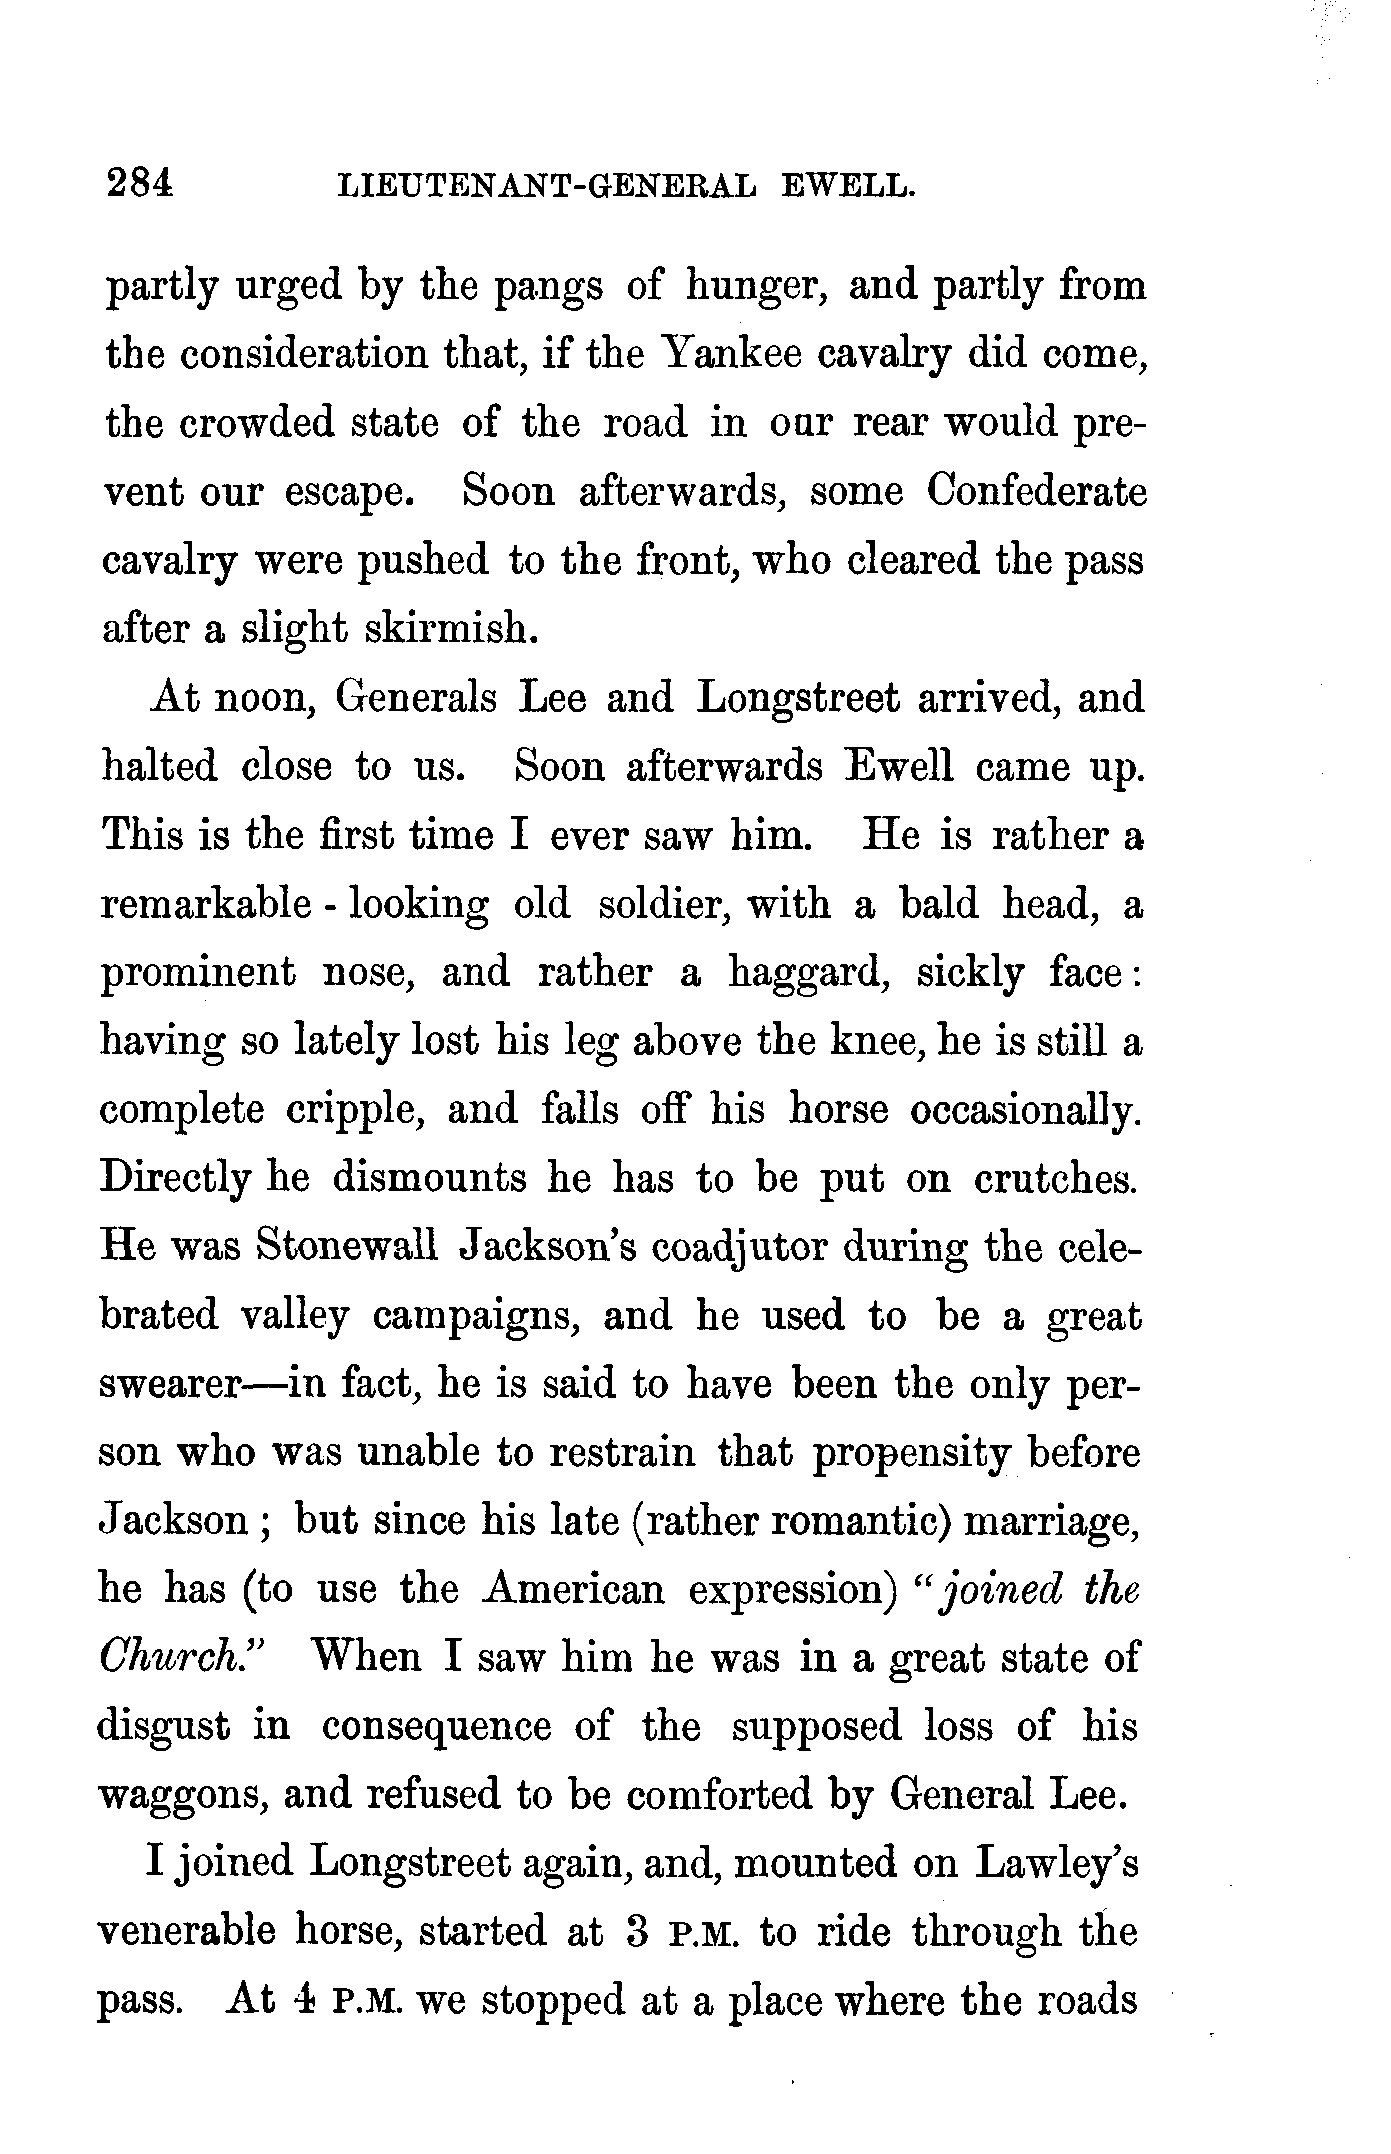 284 LIEUTENANT-GENERAL EWELL.
partly urged by the pangs of hunger, and partly from
the consideration that, if the Yankee cavalry did come,
the crowded state of the road in our rear would pre-
vent our escape. Soon afterwards, some Confederate
cavalry were pushed to the front, who cleared the pass
after a slight skirmish.
At noon, Generals Lee and Longstreet arrived, and
halted close to us. Soon afterwards Ewell came up.
This is the first time I ever saw him. He is rather a
remarkable - looking old soldier, with a bald head, a
prominent nose, and rather a haggard, sickly face :
having so lately lost his leg above the knee, he is still a
complete cripple, and falls off his horse occasionally.
Directly he dismounts he has to be put on crutches.
He was Stonewall Jackson's coadjutor during the cele-
brated valley campaigns, and he used to be a great
swearer—in fact, he is said to have been the only per-
son who was unable to restrain that propensity before
Jackson ; but since his late (rather romantic) marriage,
he has (to use the American expression) "joined the
Church." When I saw him he was in a great state of
disgust in consequence of the supposed loss of his
waggons, and refused to be comforted by General Lee.
I joined Longstreet again, and, mounted on Lawley's
venerable horse, started at 3 P.M. to ride through the
pass. At 4 P.M. we stopped at a place where the roads